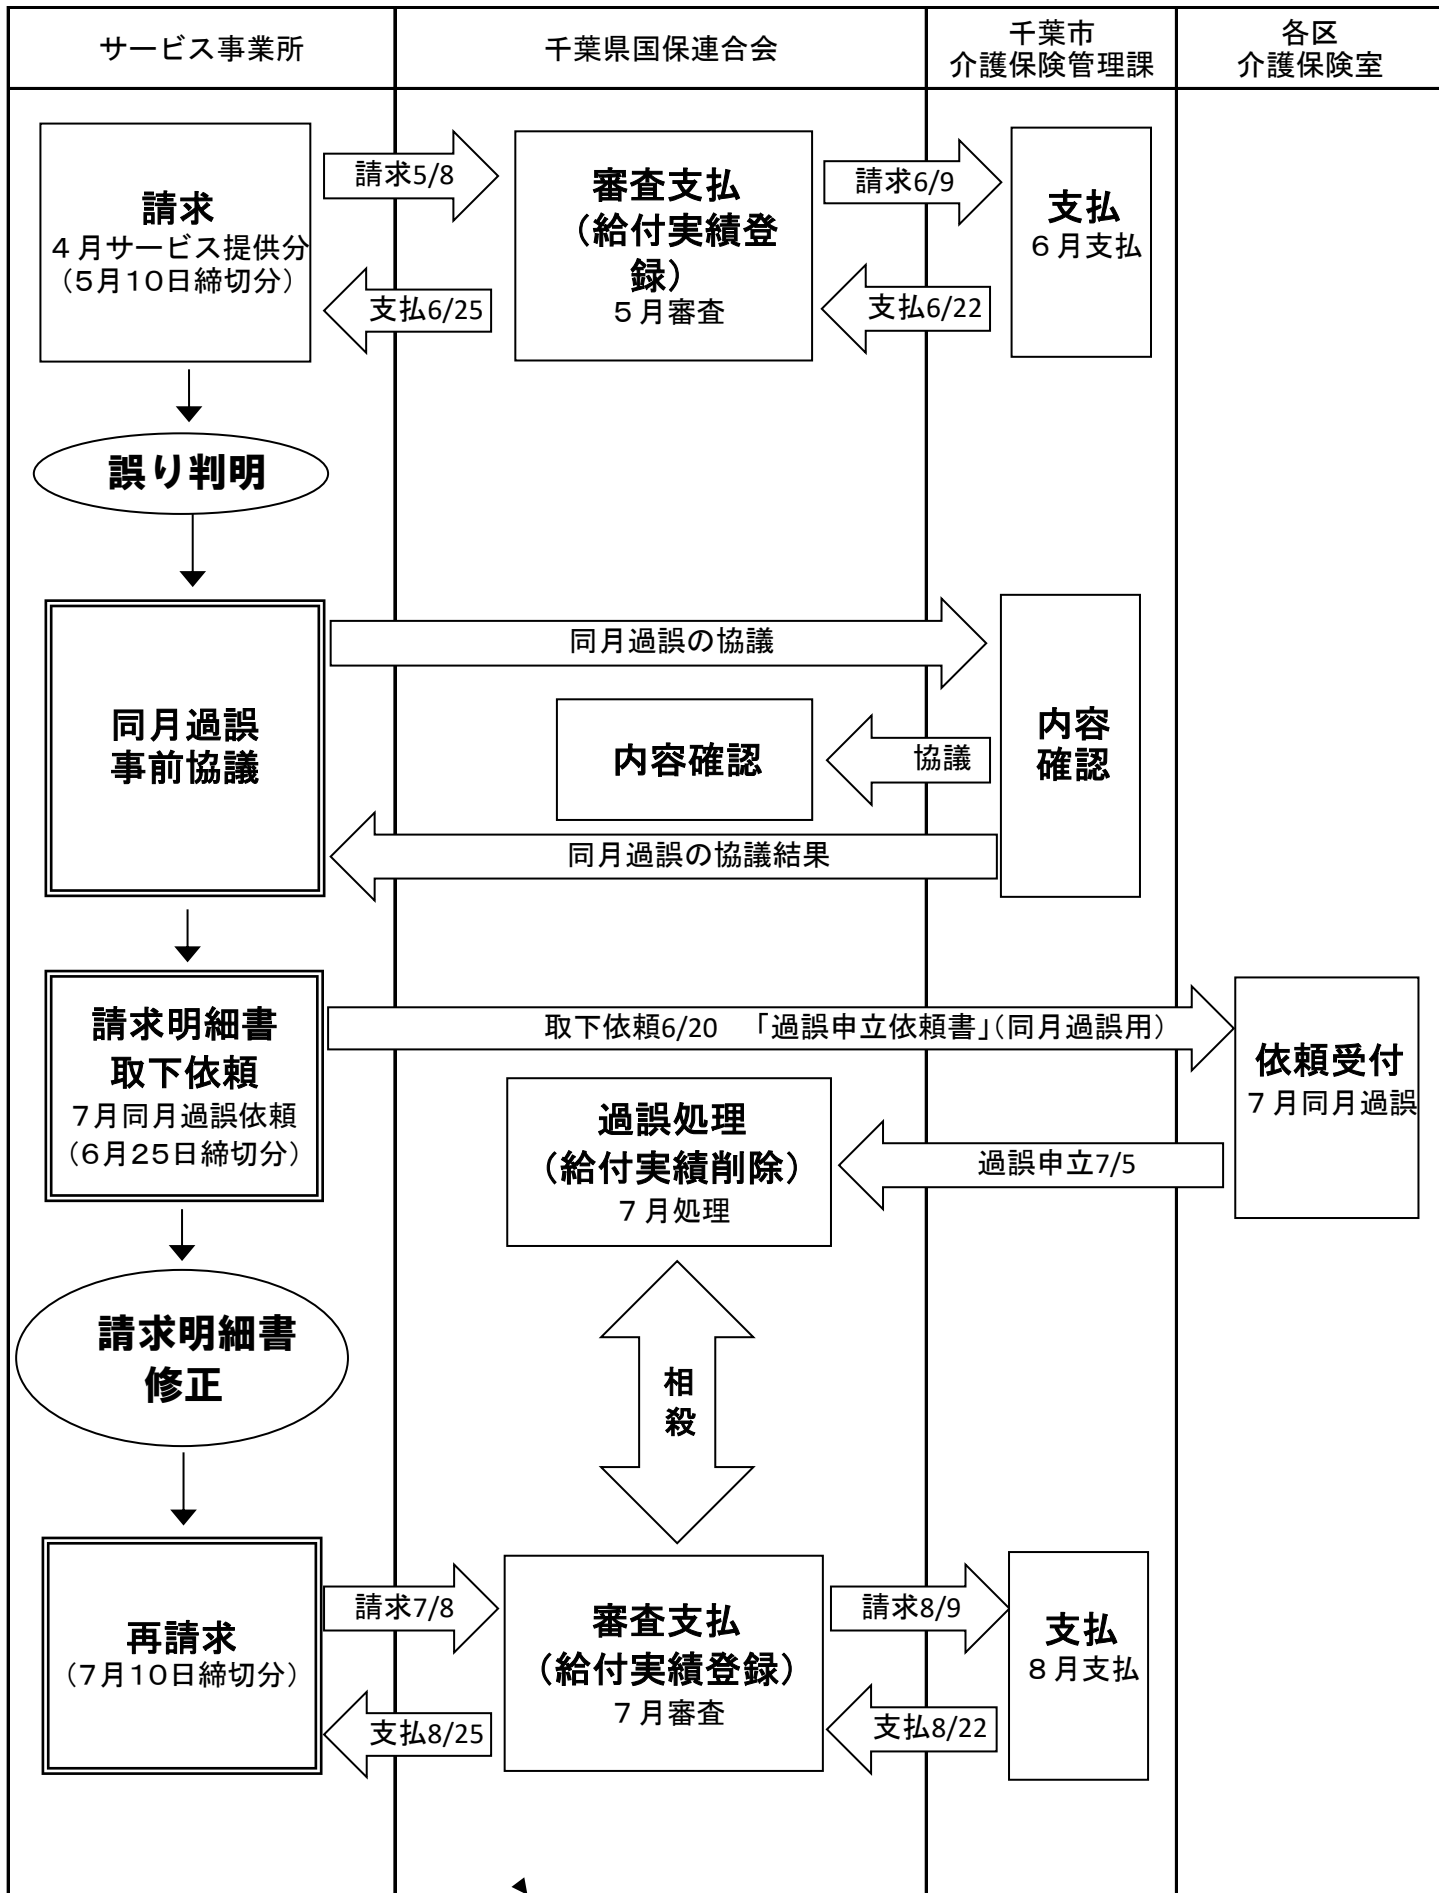 サービス事業所
千葉県国保連合会
千葉市
介護保険管理課
各区
介護保険室
請求
４月サービス提供分
（５月１０日締切分）
請求5/8
支払6/25
審査支払
（給付実績登
録）
５月審査
請求6/9
支払6/22
支払
６月支払
誤り判明
同月過誤
事前協議
同月過誤の協議
内容確認
協議
同月過誤の協議結果
内容
確認
請求明細書
取下依頼
７月同月過誤依頼
（６月２５日締切分）
取下依頼6/20　「過誤申立依頼書」（同月過誤用）
依頼受付
７月同月過誤
過誤処理
（給付実績削除）
７月処理
過誤申立7/5
請求明細書
修正
相
殺
再請求
（７月１０日締切分）
請求7/8
支払8/25
審査支払
（給付実績登録）
７月審査
請求8/9
支払8/22
支払
８月支払